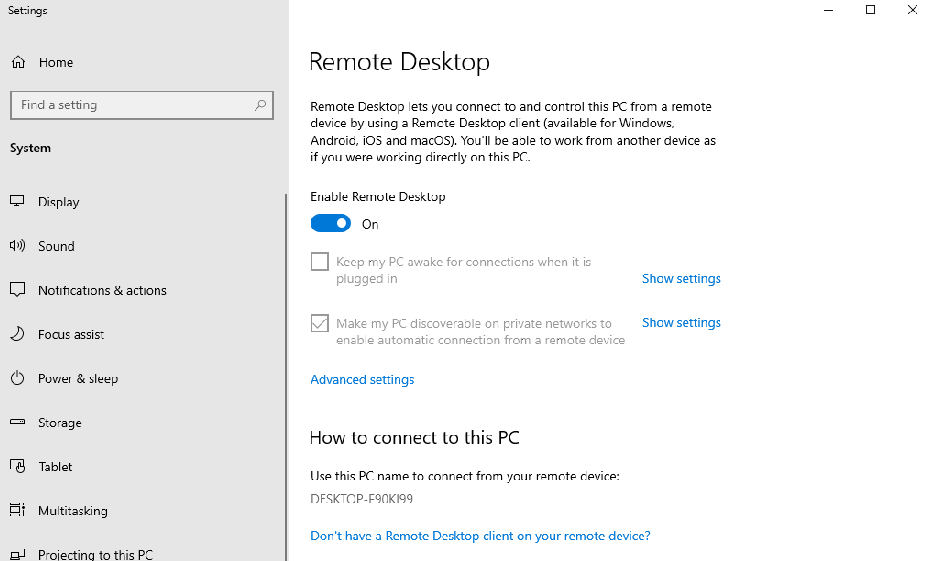 Settings
Home
Find a setting
System
Display
Sound
Notifications & actions
Focus assist
Power & sleep
Storage
Tablet
Multitasking
Projecting to this PC
Remote Desktop
Remote Desktop lets you connect to and control this PC from a remote
device by using a Remote Desktop client (available for Windows,
Android, iOS and macOS). You'll be able to work from another device as
if you were working directly on this PC.
Enable Remote Desktop
On
Keep my PC awake for connections when it is
plugged in
Show settings
Make my PC discoverable on private networks to
enable automatic connection from a remote device
Show settings
Advanced settings
How to connect to this PC
Use this PC name to connect from your remote device:
DESKTOP-F90KI99
Don't have a Remote Desktop client on your remote device?